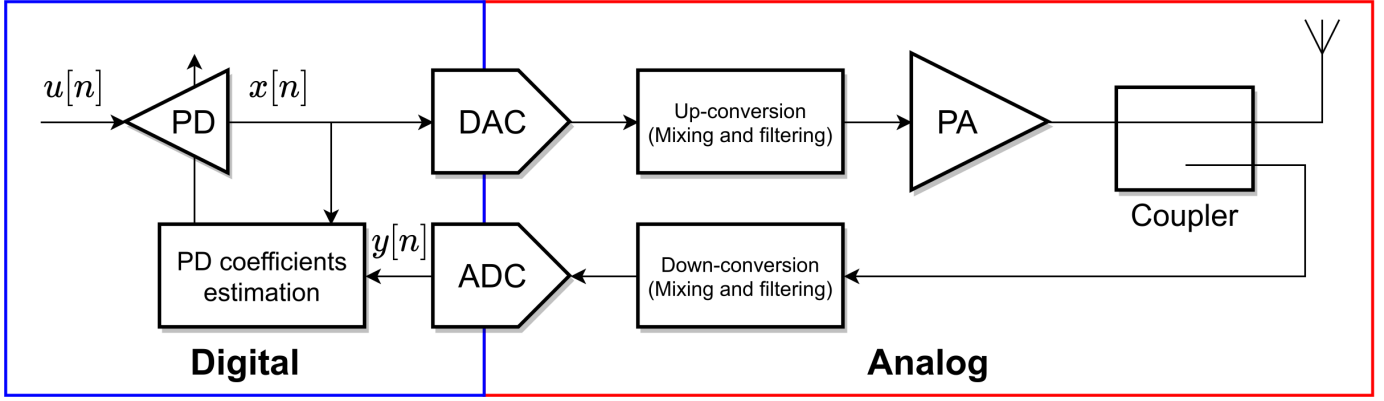 u[n]
PD
x[n]
DAC
Up-conversion
(Mixing and filtering)
PA
Coupler
PD coefficients
estimation
y[n]
ADC
Down-conversion
(Mixing and filtering)
Digital
Analog